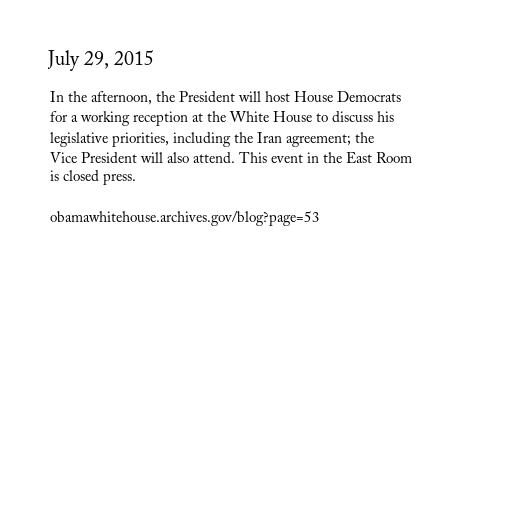 July 29, 2015
In the afternoon, the President will host House Democrats
for a working reception at the White House to discuss his
legislative priorities, including the Iran agreement; the
Vice President will also attend. This event in the East Room
is closed press.
obamawhitehouse.archives.gov/blog?page=53